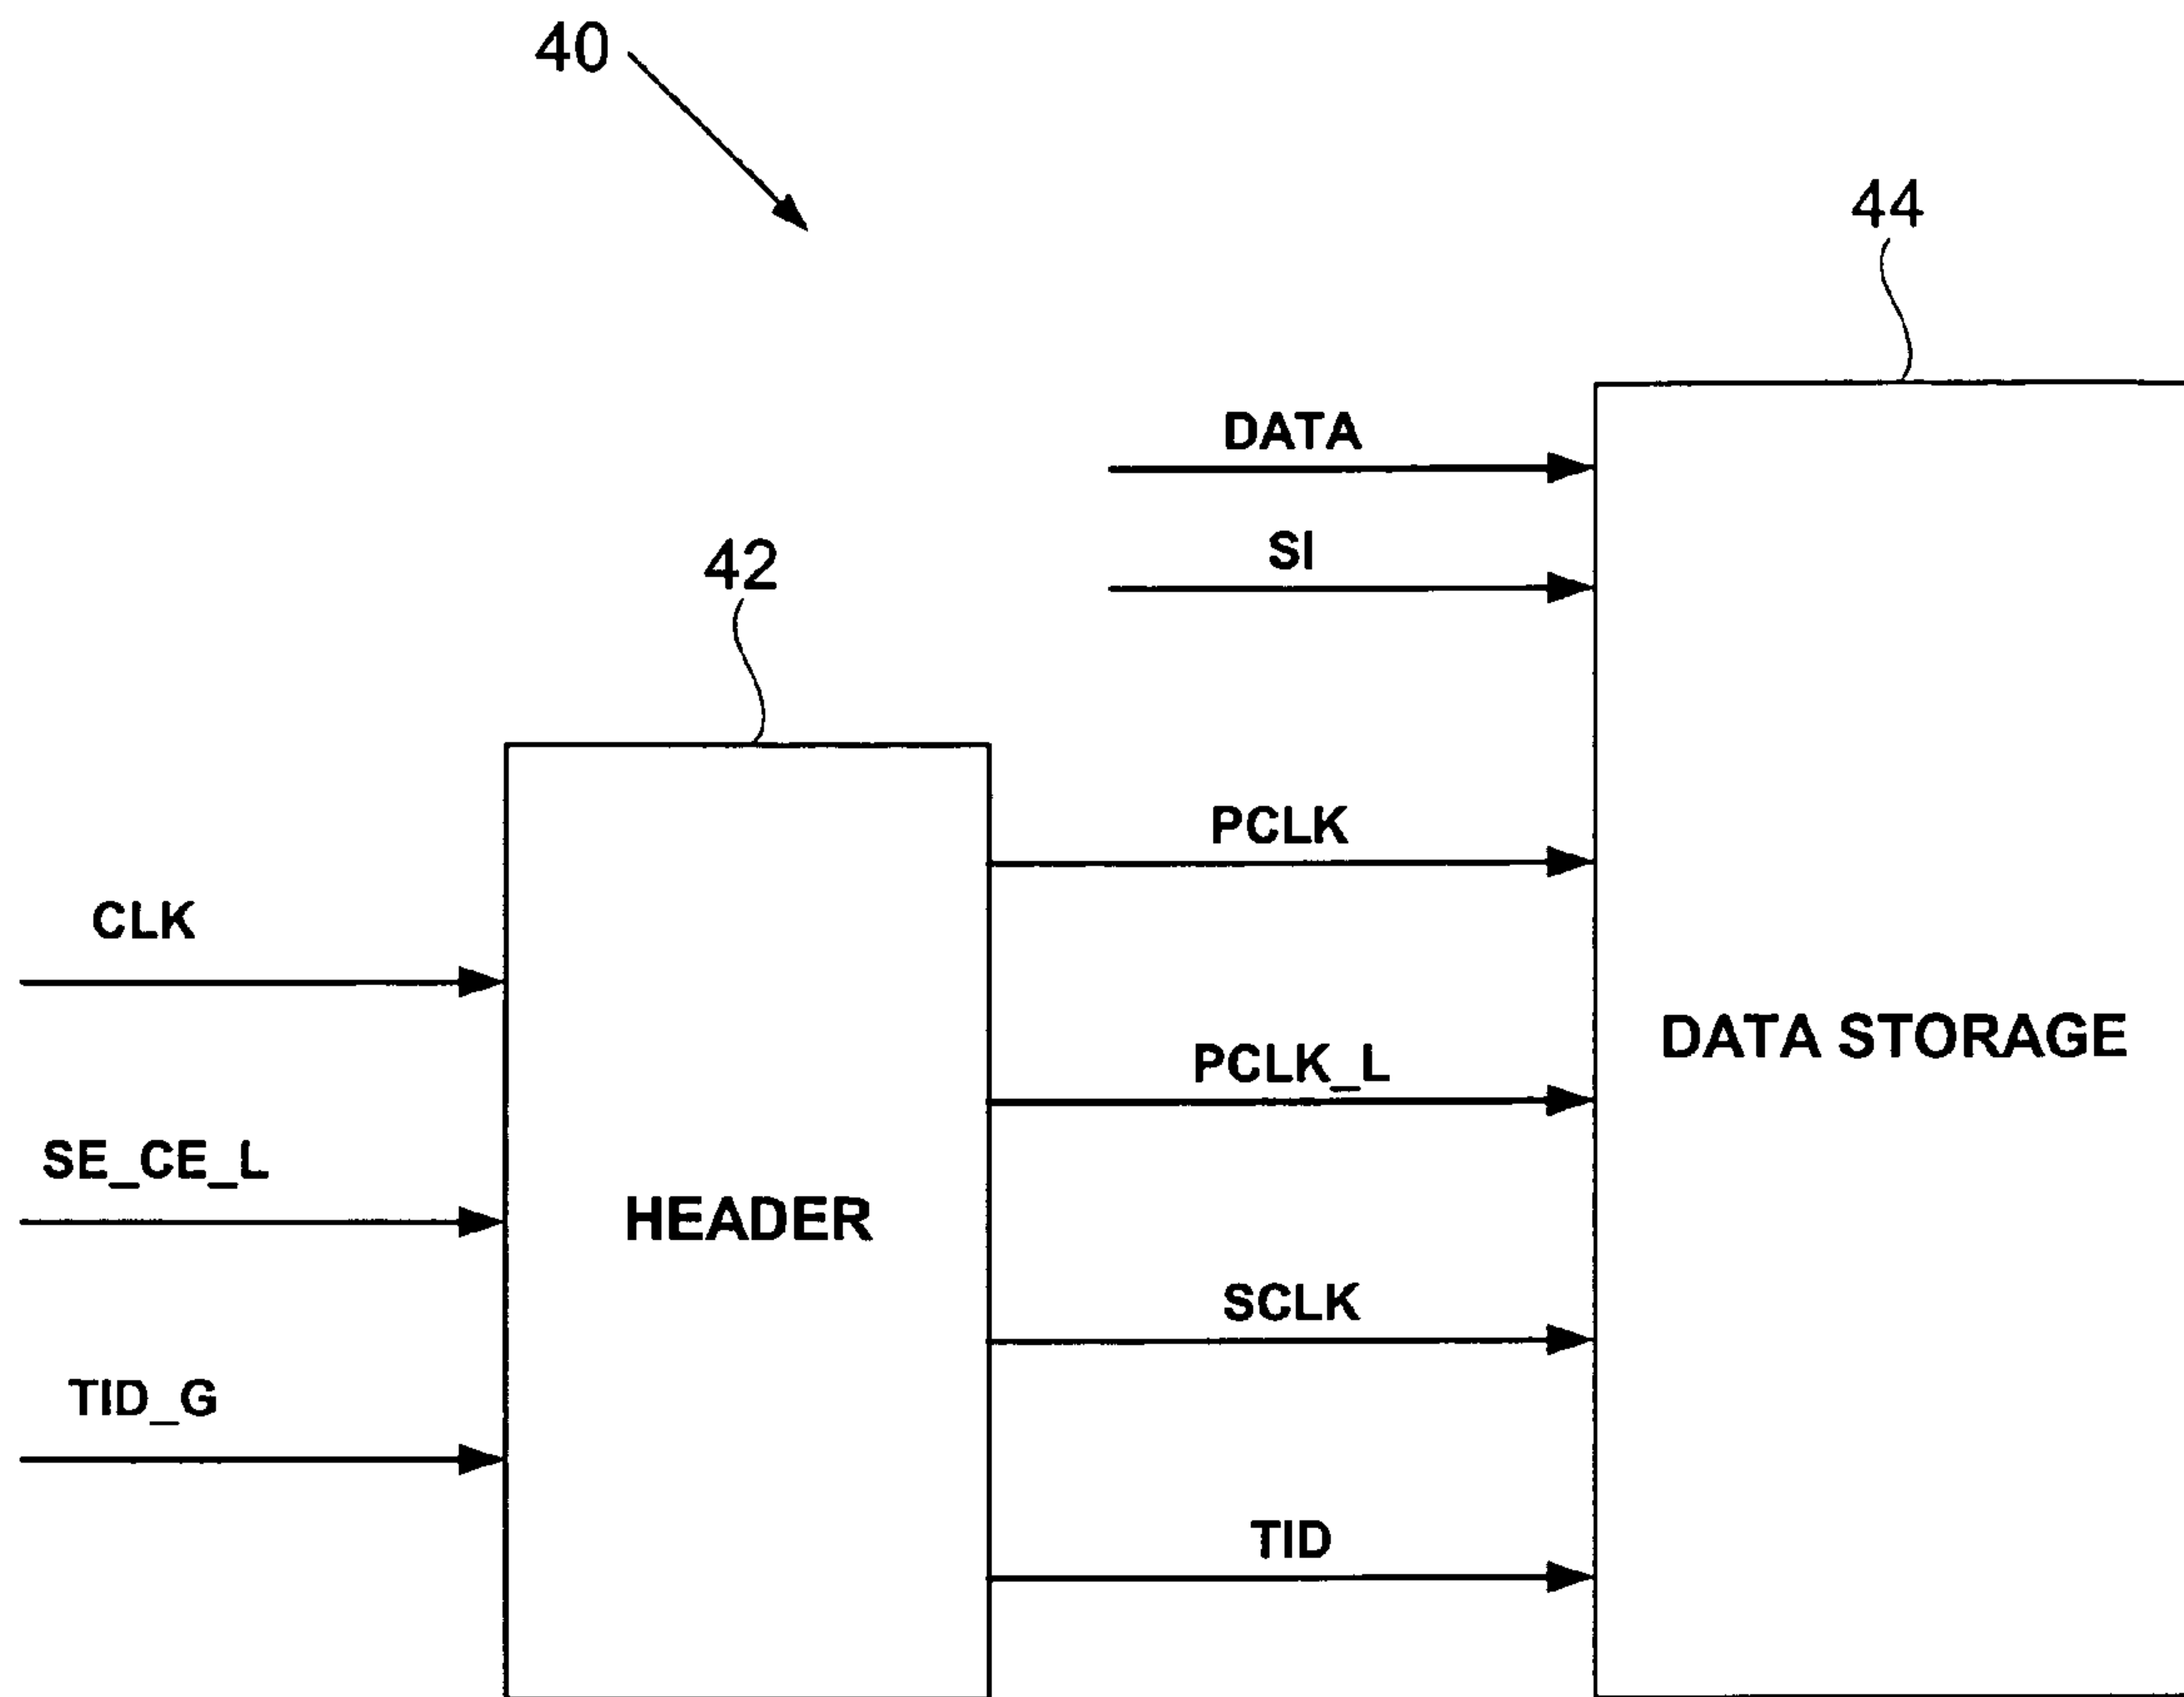 40
44
DATA
SI
42
PCLK
CLK
PCLK_L
DATA STORAGE
SE_CE_L
HEADER
SCLK
TID_G
TID